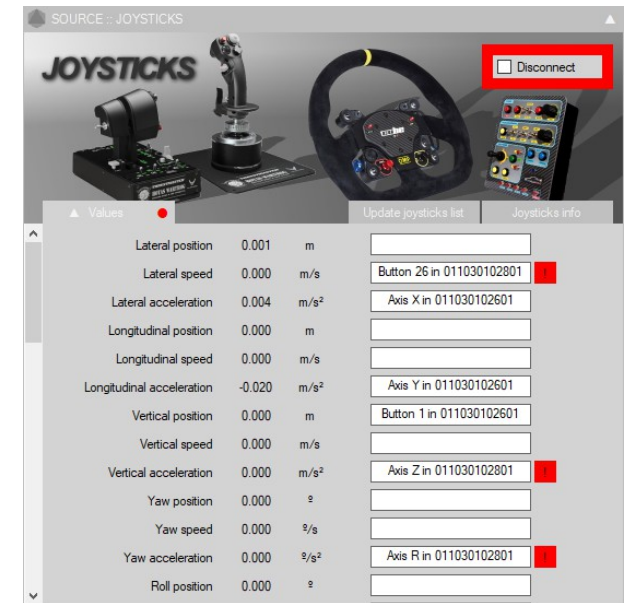 SOURCE :: JOYSTICKS
JOYSTICKS
Disconnect
Values
Update joysticks list
Joysticks info
Lateral position 0.001 m
Lateral speed 0.000 m/s Button 26 in 011030102801 !
Lateral acceleration 0.004 m/s² Axis X in 011030102601
Longitudinal position 0.000 m
Longitudinal speed 0.000 m/s
Longitudinal acceleration -0.020 m/s² Axis Y in 011030102601
Vertical position 0.000 m Button 1 in 011030102601
Vertical speed 0.000 m/s
Vertical acceleration 0.000 m/s² Axis Z in 011030102801 !
Yaw position 0.000 º
Yaw speed 0.000 º/s
Yaw acceleration 0.000 º/s² Axis R in 011030102801 !
Roll position 0.000 º